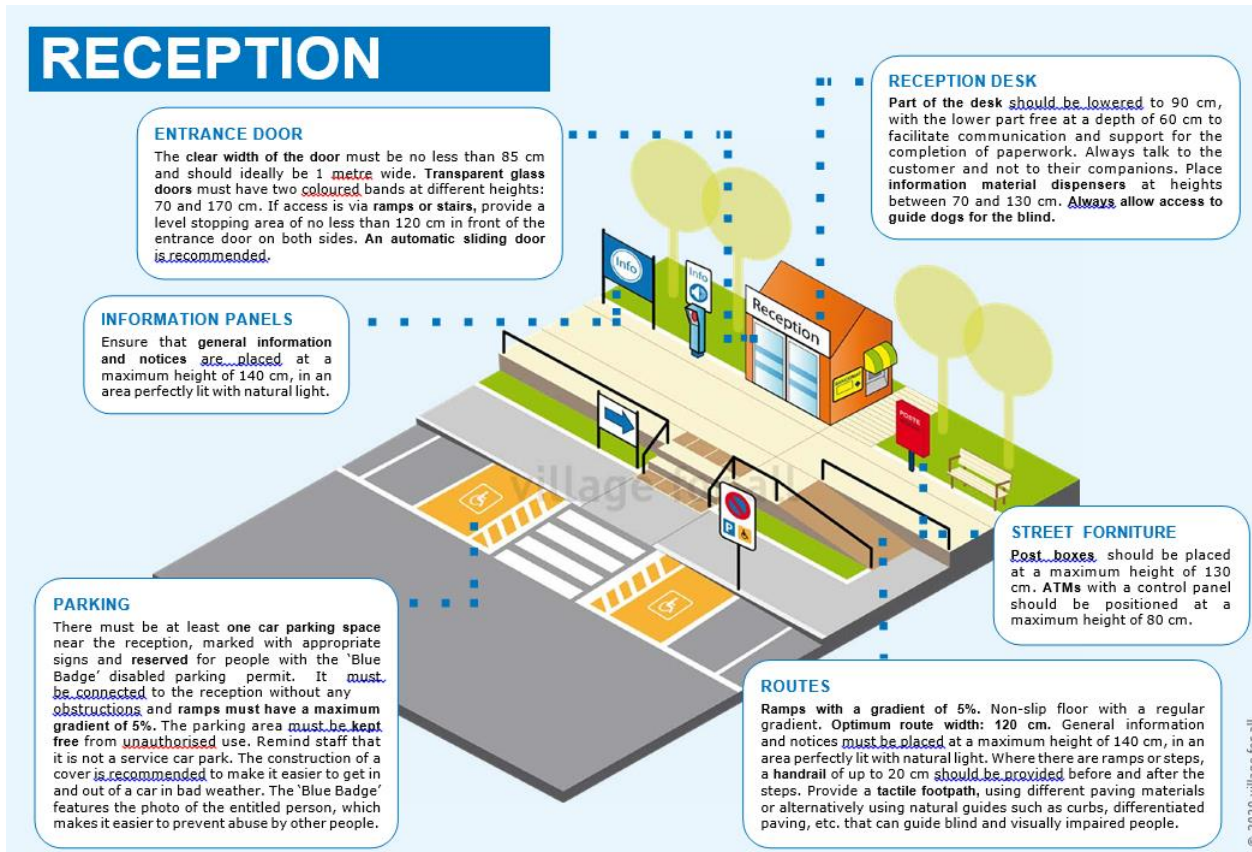 RECEPTION
ENTRANCE DOOR
The clear width of the door must be no less than 85 cm
and should ideally be 1 metre wide. Transparent glass
doors must have two coloured bands at different heights:
70 and 170 cm. If access is via ramps or stairs, provide a
level stopping area of no less than 120 cm in front of the
entrance door on both sides. An automatic sliding door
is recommended.
RECEPTION DESK
Part of the desk should be lowered to 90 cm,
with the lower part free at a depth of 60 cm to
facilitate communication and support for the
completion of paperwork. Always talk to the
customer and not to their companions. Place
information material dispensers at heights
between 70 and 130 cm. Always allow access to
guide dogs for the blind.
INFORMATION PANELS
Ensure that general information
and notices are placed at a
maximum height of 140 cm, in an
area perfectly lit with natural light.
Info
Info
Reception
POSTE
village for all
P
STREET FORNITURE
Post boxes should be placed
at a maximum height of 130
cm. ATMs with a control panel
should be positioned at a
maximum height of 80 cm.
PARKING
There must be at least one car parking space
near the reception, marked with appropriate
signs and reserved for people with the 'Blue
Badge' disabled parking permit. It must
be connected to the reception without any
obstructions and ramps must have a maximum
gradient of 5%. The parking area must be kept
free from unauthorised use. Remind staff that
it is not a service car park. The construction of a
cover is recommended to make it easier to get in
and out of a car in bad weather. The 'Blue Badge'
features the photo of the entitled person, which
makes it easier to prevent abuse by other people.
ROUTES
Ramps with a gradient of 5%. Non-slip floor with a regular
gradient. Optimum route width: 120 cm. General information
and notices must be placed at a maximum height of 140 cm, in an
area perfectly lit with natural light. Where there are ramps or steps,
a handrail of up to 20 cm should be provided before and after the
steps. Provide a tactile footpath, using different paving materials
or alternatively using natural guides such as curbs, differentiated
paving, etc. that can guide blind and visually impaired people.
© 2020 village for all